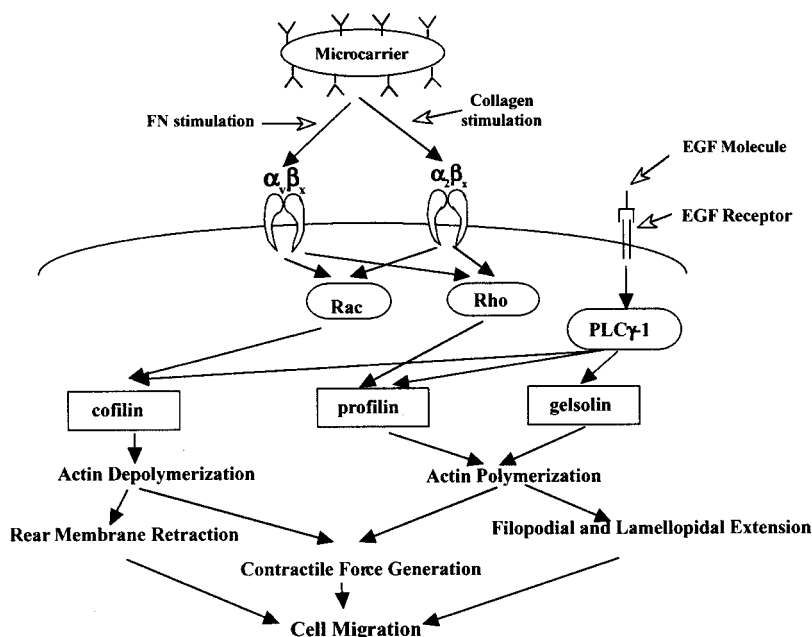 Microcarrier
FN stimulation
Collagen
stimulation
EGF Molecule
αvβx
α2βx
EGF Receptor
Rac
Rho
PLCγ-1
cofilin
profilin
gelsolin
Actin Depolymerization
Actin Polymerization
Rear Membrane Retraction
Filopodial and Lamellopidal Extension
Contractile Force Generation
Cell Migration